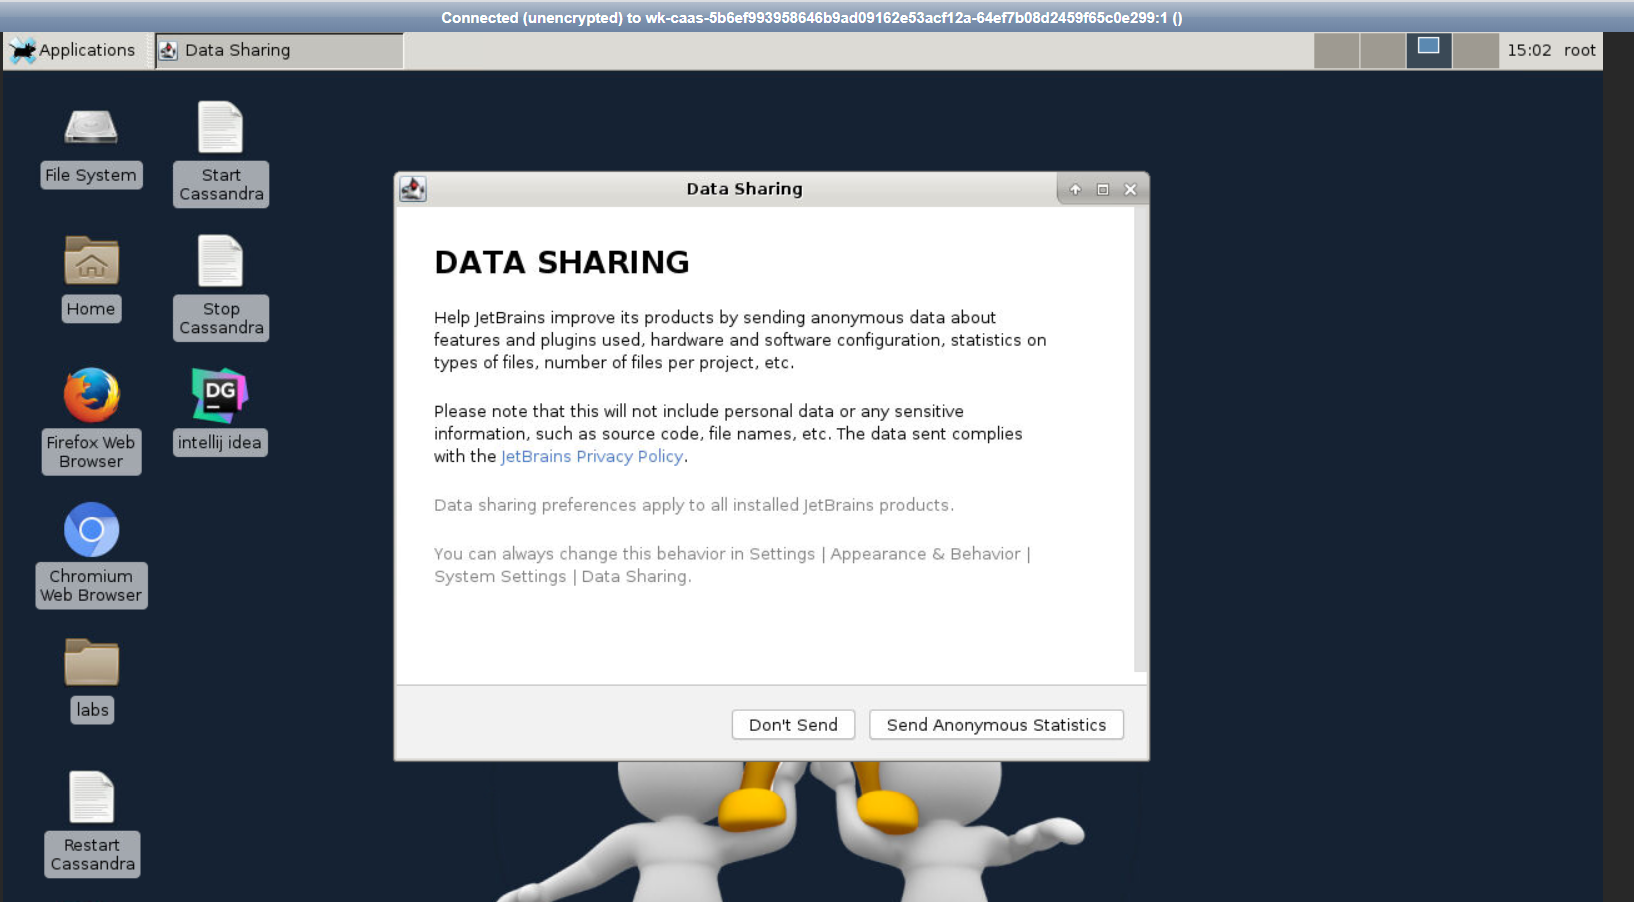 Connected (unencrypted) to wk-caas-5b6ef993958646b9ad09162e53acf12a-64ef7b08d2459f65c0e299:1 ()
Applications
Data Sharing
15:02 root
File System
Start
Cassandra
Home
Stop
Cassandra
Firefox Web
Browser
DG
intellij idea
Chromium
Web Browser
labs
Restart
Cassandra
Data Sharing
DATA SHARING
Help JetBrains improve its products by sending anonymous data about
features and plugins used, hardware and software configuration, statistics on
types of files, number of files per project, etc.
Please note that this will not include personal data or any sensitive
information, such as source code, file names, etc. The data sent complies
with the JetBrains Privacy Policy.
Data sharing preferences apply to all installed JetBrains products.
You can always change this behavior in Settings | Appearance & Behavior |
System Settings | Data Sharing.
Don't Send
Send Anonymous Statistics